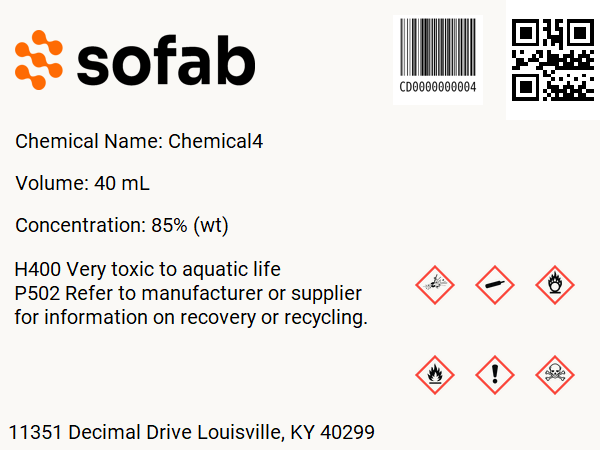 sofab
CD0000000004
Chemical Name: Chemical4
Volume: 40 mL
Concentration: 85% (wt)
H400 Very toxic to aquatic life
P502 Refer to manufacturer or supplier
for information on recovery or recycling.
11351 Decimal Drive Louisville, KY 40299